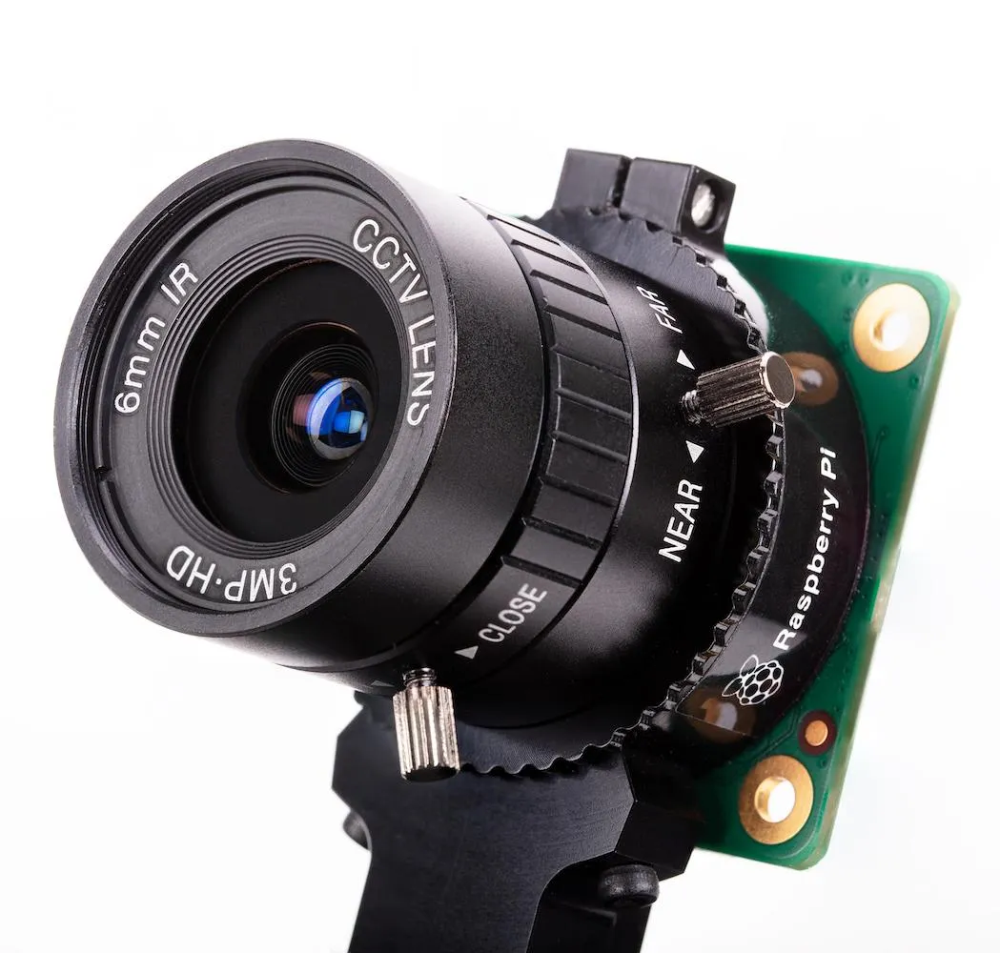 6mm IR
CCTV LENS
3MP·HD
CLOSE
FAR
NEAR
Raspberry Pi